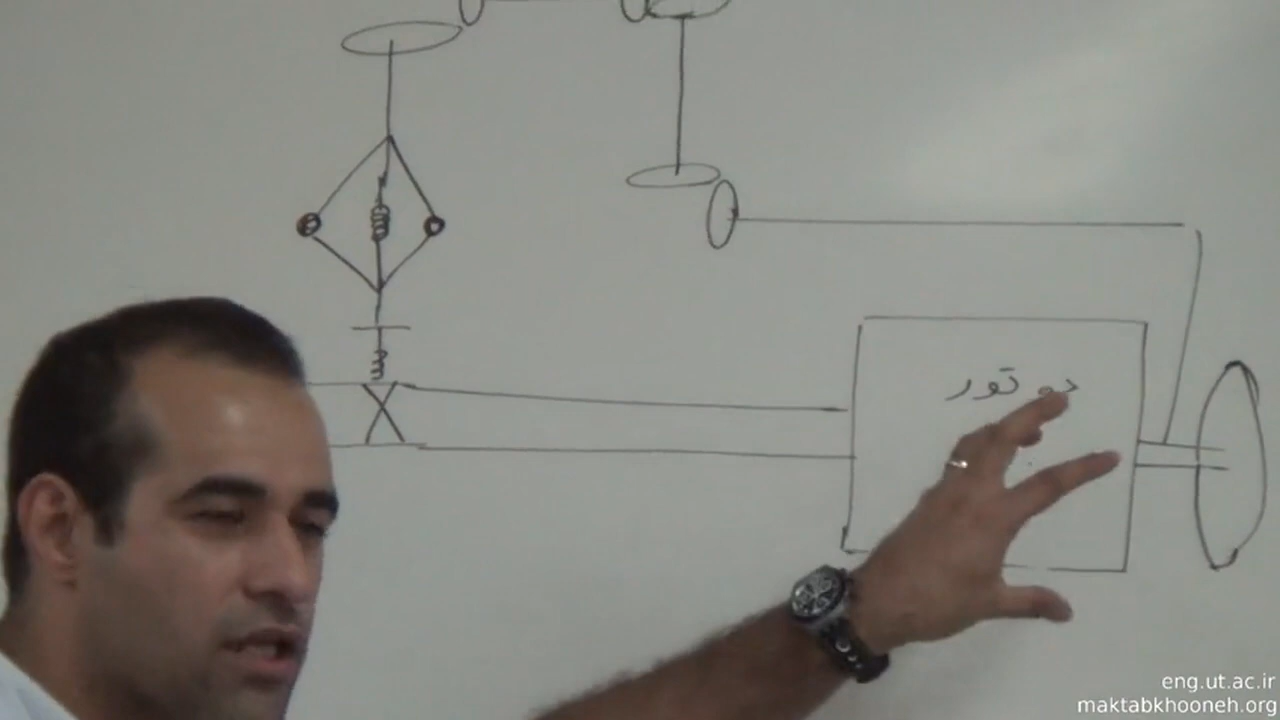 موتور
eng.ut.ac.ir
maktabkhooneh.org